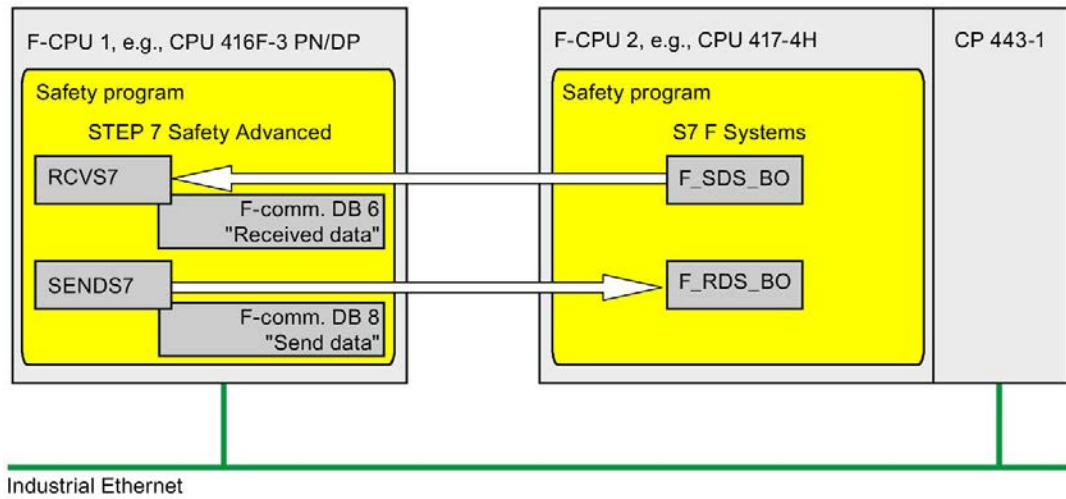 F-CPU 1, e.g., CPU 416F-3 PN/DP
Safety program
STEP 7 Safety Advanced
RCVS7
F-comm. DB 6
"Received data"
SENDS7
F-comm. DB 8
"Send data"
F-CPU 2, e.g., CPU 417-4H
Safety program
S7 F Systems
F_SDS_BO
F_RDS_BO
CP 443-1
Industrial Ethernet